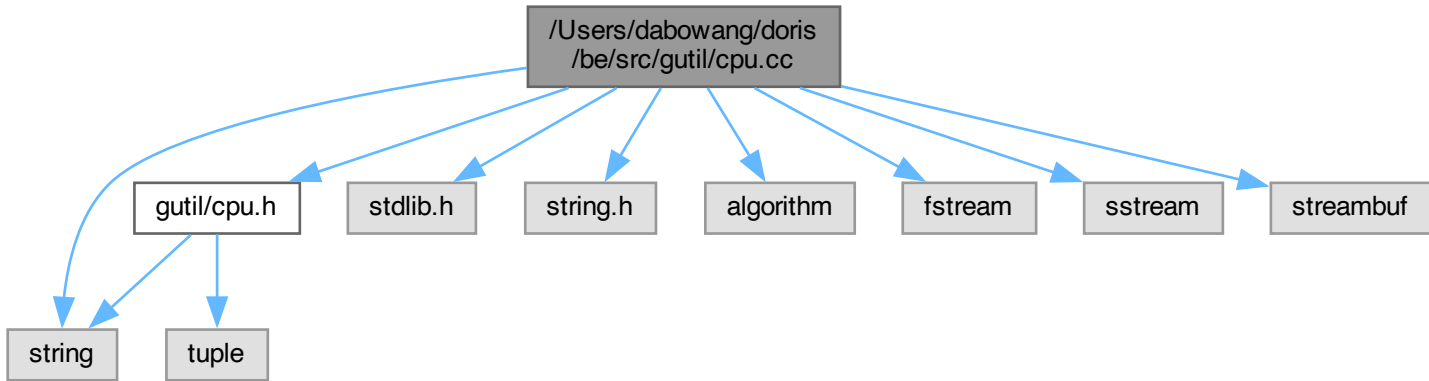 /Users/dabowang/doris
/be/src/gutil/cpu.cc
gutil/cpu.h
stdlib.h
string.h
algorithm
fstream
sstream
streambuf
string
tuple